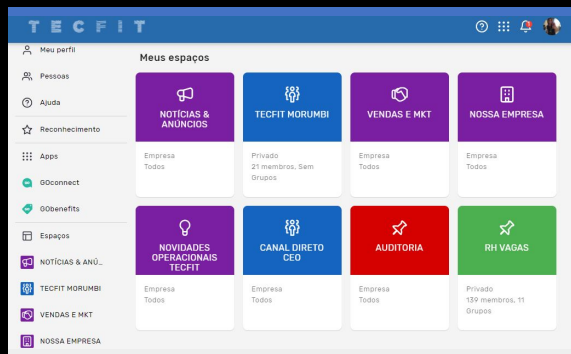 TECFIT
Meu perfil
Pessoas
Ajuda
Reconhecimento
Apps
GOconnect
GObenefits
Espaços
NOTÍCIAS & ANÚ...
TECFIT MORUMBI
VENDAS E MKT
NOSSA EMPRESA
Meus espaços
NOTÍCIAS &
ANÚNCIOS
Empresa
Todos
TECFIT MORUMBI
Privado
21 membros, Sem
Grupos
VENDAS E MKT
Empresa
Todos
NOSSA EMPRESA
Empresa
Todos
NOVIDADES
OPERACIONAIS
TECFIT
Empresa
Todos
CANAL DIRETO
CEO
Empresa
Todos
AUDITORIA
Empresa
Todos
RH VAGAS
Privado
139 membros, 11
Grupos